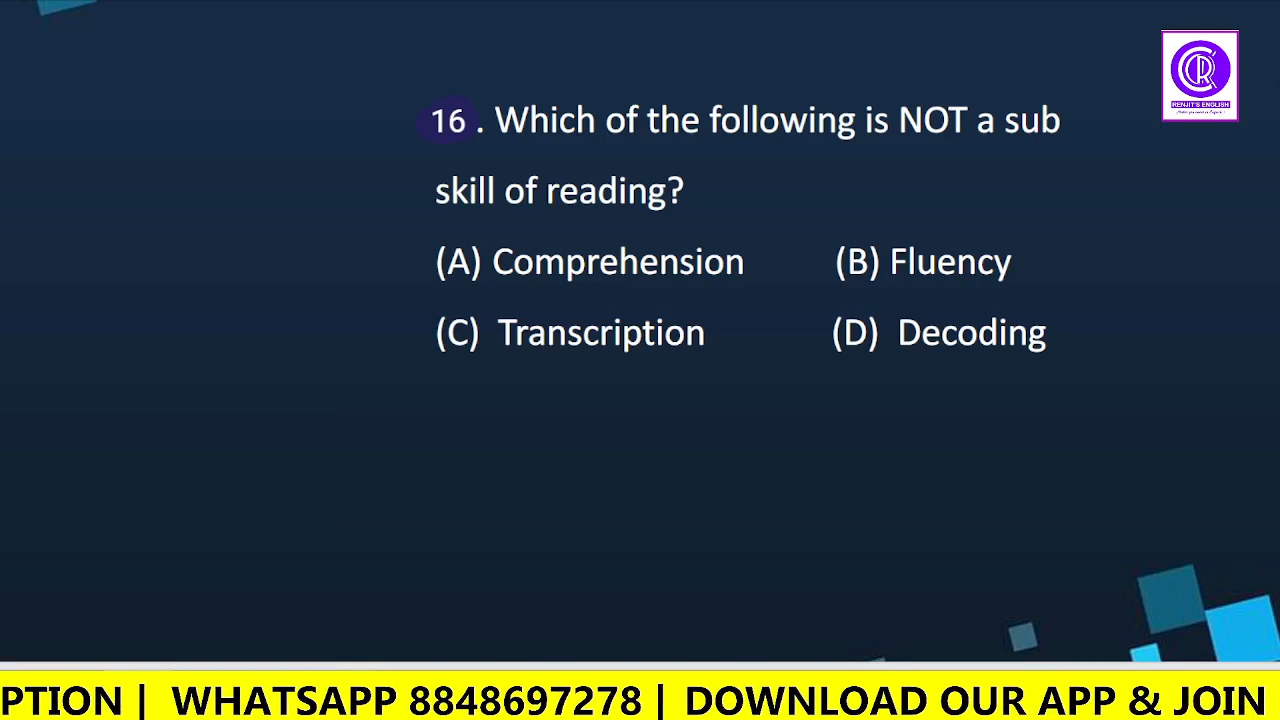 16 . Which of the following is NOT a sub
skill of reading?
(A) Comprehension (B) Fluency
(C) Transcription (D) Decoding
RENJIT'S ENGLISH
PTION | WHATSAPP 8848697278 | DOWNLOAD OUR APP & JOIN